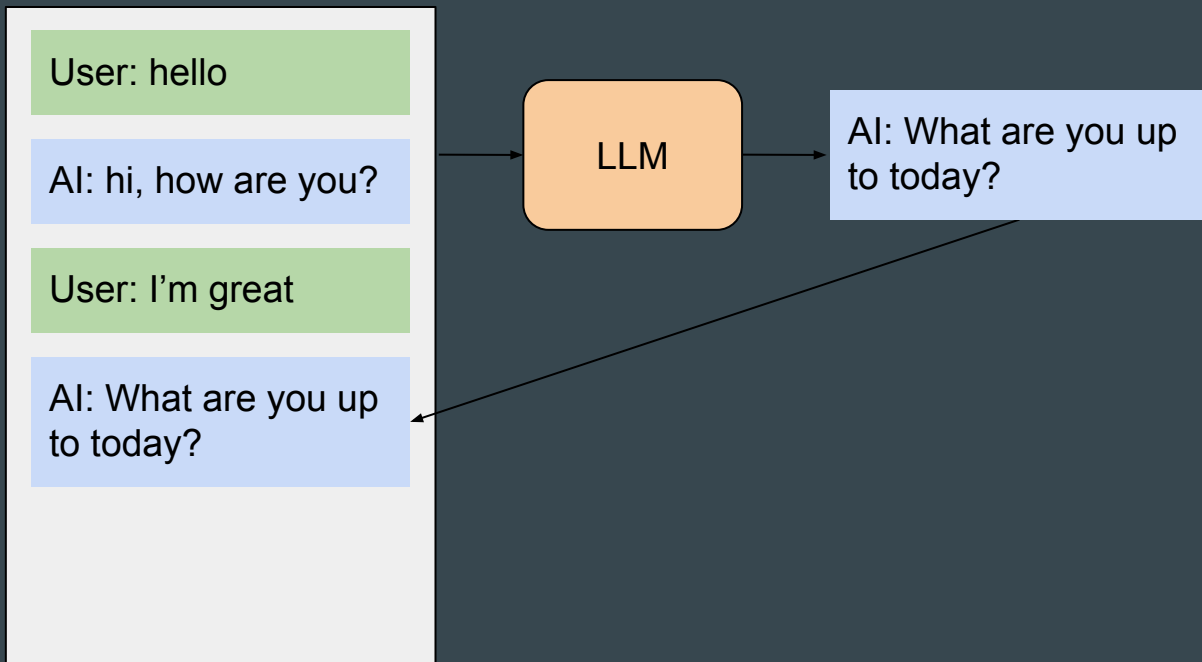 User: hello
AI: hi, how are you?
User: I’m great
AI: What are you up
to today?
LLM
AI: What are you up
to today?